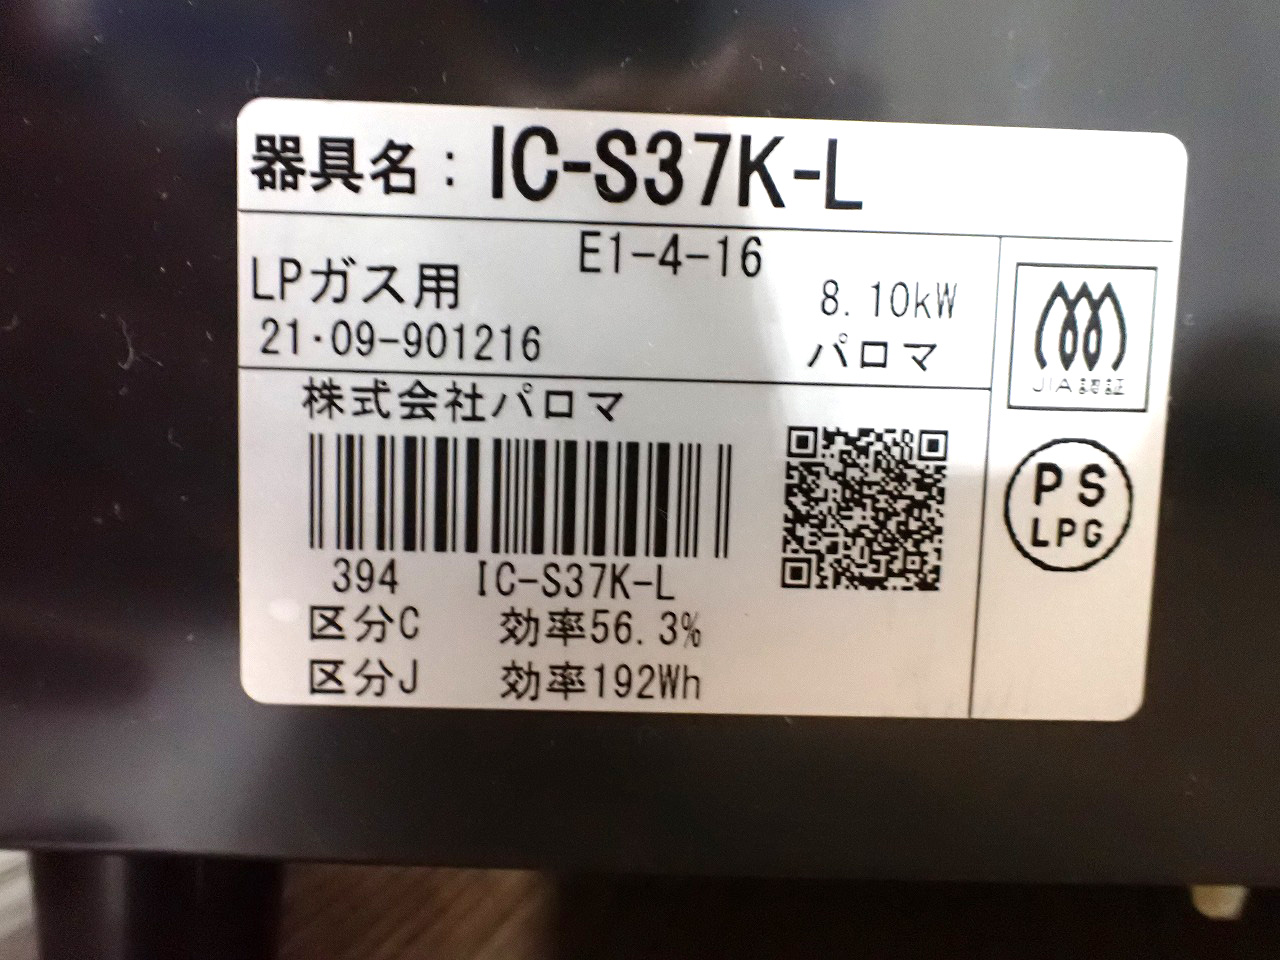 器具名：IC-S37K-L
E1-4-16
LPガス用
8.10kW
21・09-901216
パロマ
JIA認証
株式会社パロマ
PS
LPG
394 IC-S37K-L
区分C 効率56.3%
区分J 効率192Wh